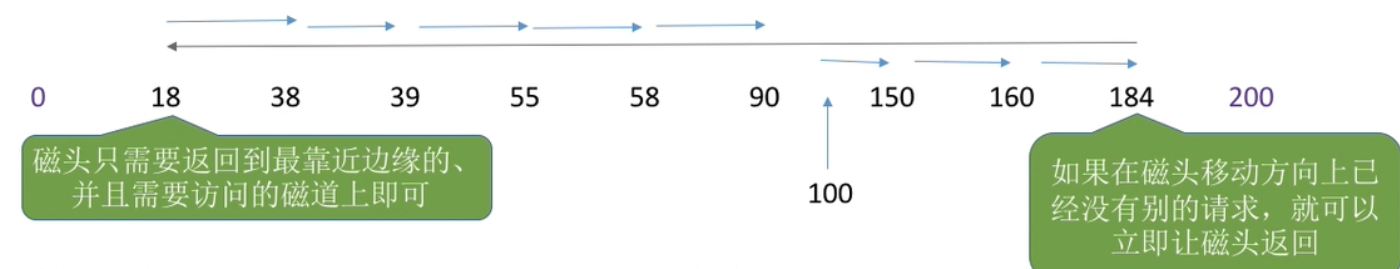 0 18 38 39 55 58 90 150 160 184 200
磁头只需要返回到最靠近边缘的、
并且需要访问的磁道上即可
100
如果在磁头移动方向上已
经没有别的请求，就可以
立即让磁头返回